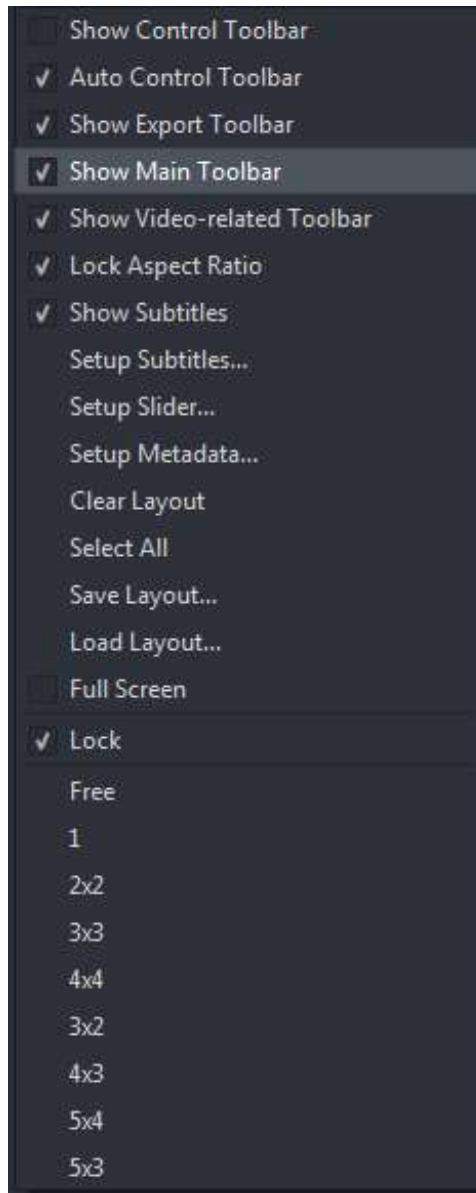 Show Control Toolbar
Auto Control Toolbar
Show Export Toolbar
Show Main Toolbar
Show Video-related Toolbar
Lock Aspect Ratio
Show Subtitles
Setup Subtitles...
Setup Slider...
Setup Metadata...
Clear Layout
Select All
Save Layout...
Load Layout...
Full Screen
Lock
Free
1
2x2
3x3
4x4
3x2
4x3
5x4
5x3